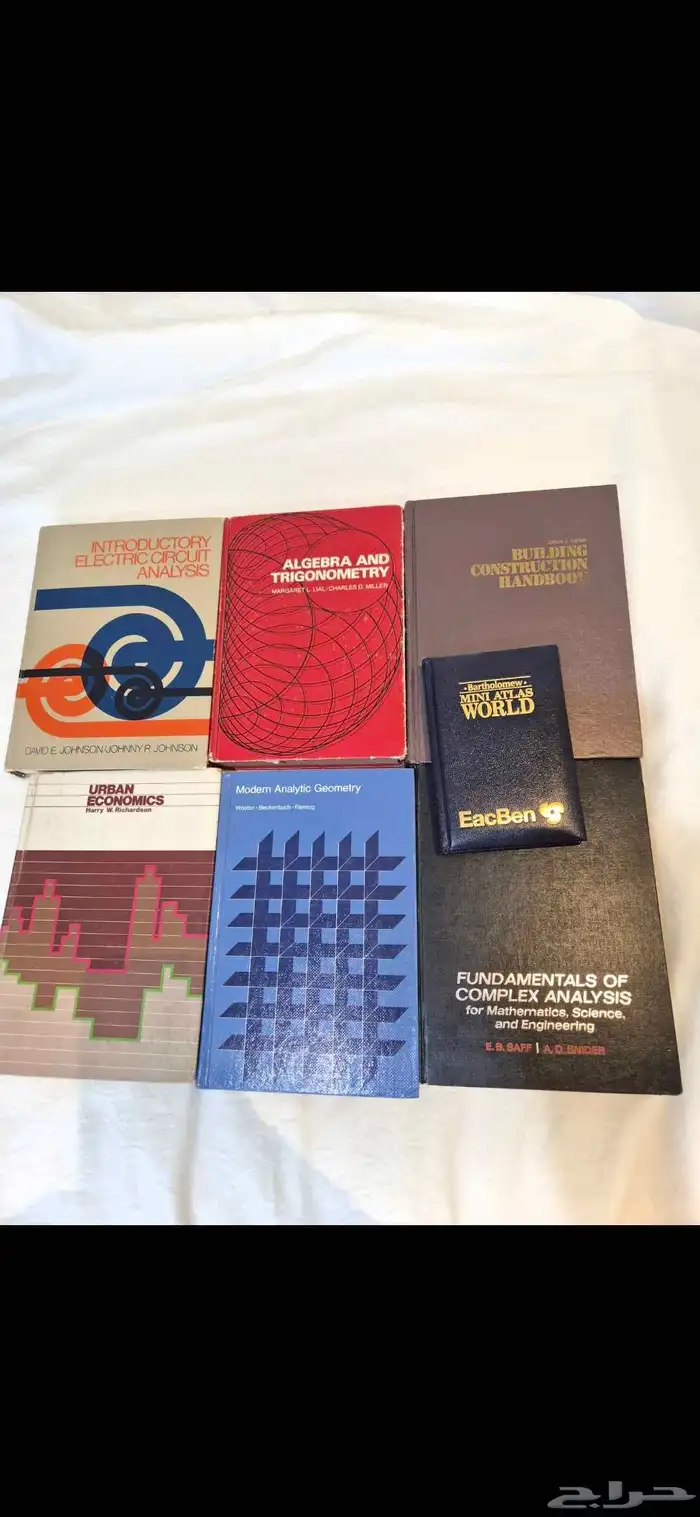 INTRODUCTORY
ELECTRIC CIRCUIT
ANALYSIS
DAVID E. JOHNSON/JOHNNY R. JOHNSON
ALGEBRA AND
TRIGONOMETRY
MARGARET L. LIAL/CHARLES D. MILLER
BUILDING
CONSTRUCTION
HANDBOOK
Bartholomew
MINI ATLAS
WORLD
EacBen
URBAN
ECONOMICS
Harry W. Richardson
Modern Analytic Geometry
Wooton · Beckenbach · Fleming
FUNDAMENTALS OF
COMPLEX ANALYSIS
for Mathematics, Science,
and Engineering
E. B. SAFF | A. D. SNIDER
حراج